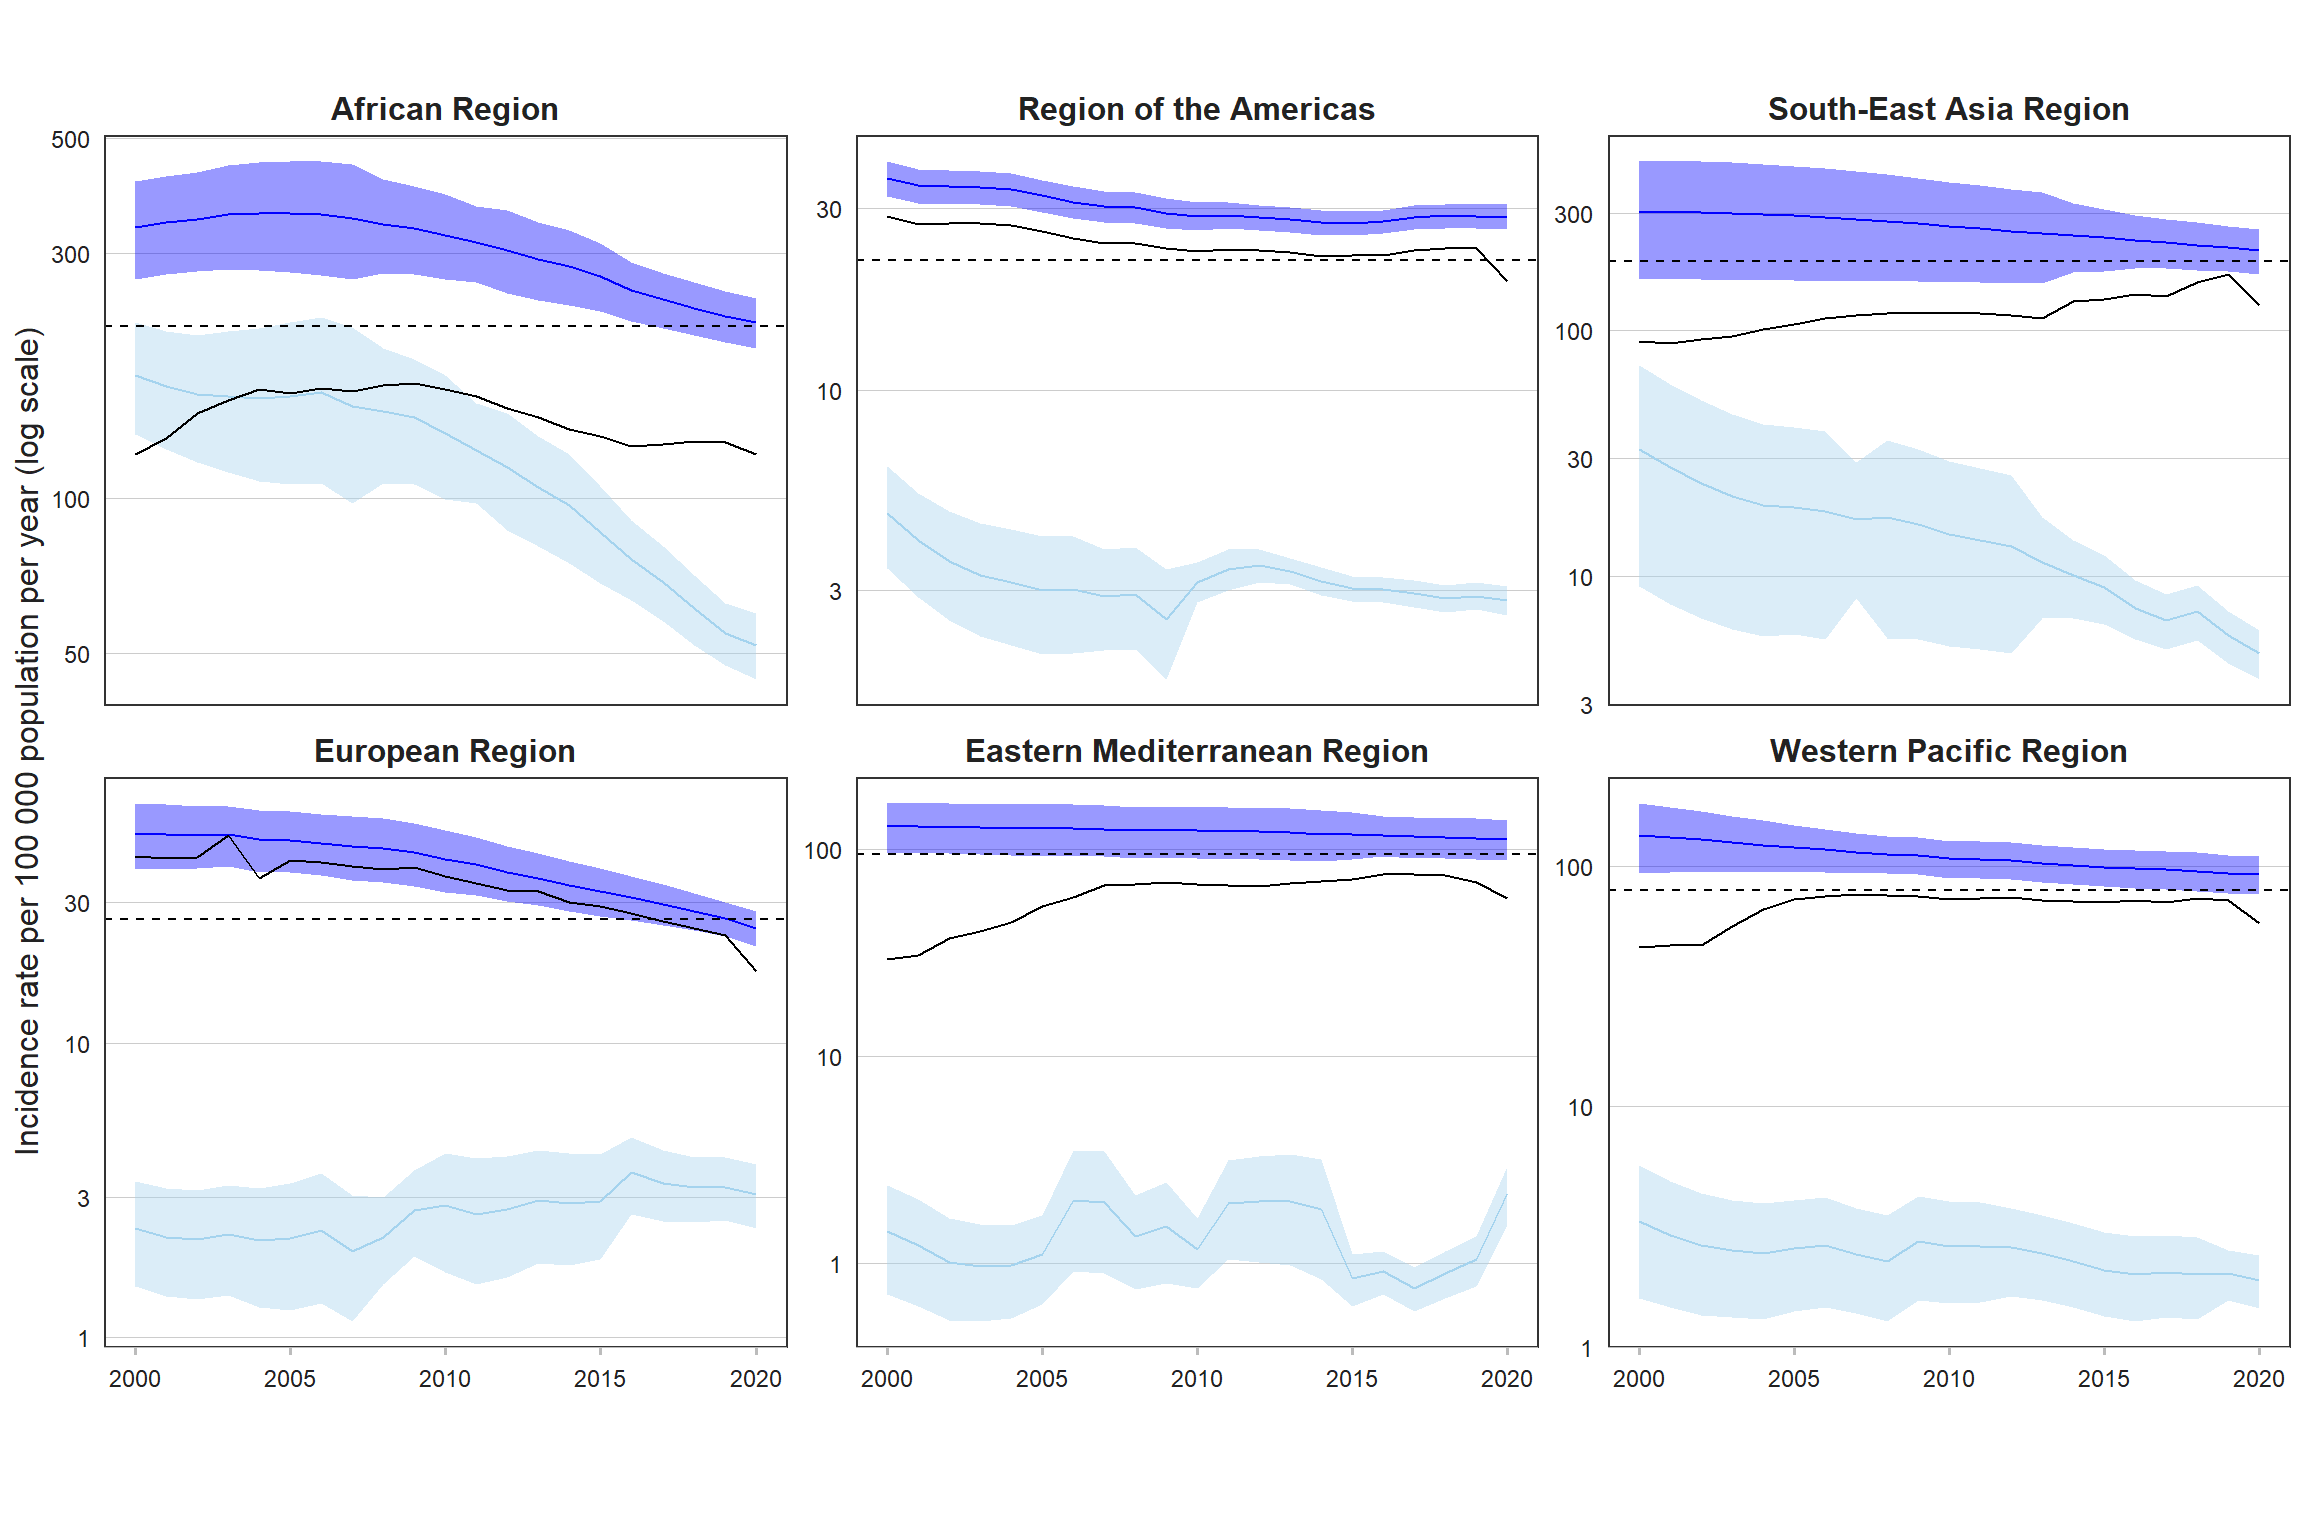 African Region
Region of the Americas
South-East Asia Region
Incidence rate per 100 000 population per year (log scale)
500
300
100
50
30
10
3
300
100
30
10
3
European Region
Eastern Mediterranean Region
Western Pacific Region
30
10
3
1
100
10
1
100
10
1
2000 2005 2010 2015 2020
2000 2005 2010 2015 2020
2000 2005 2010 2015 2020